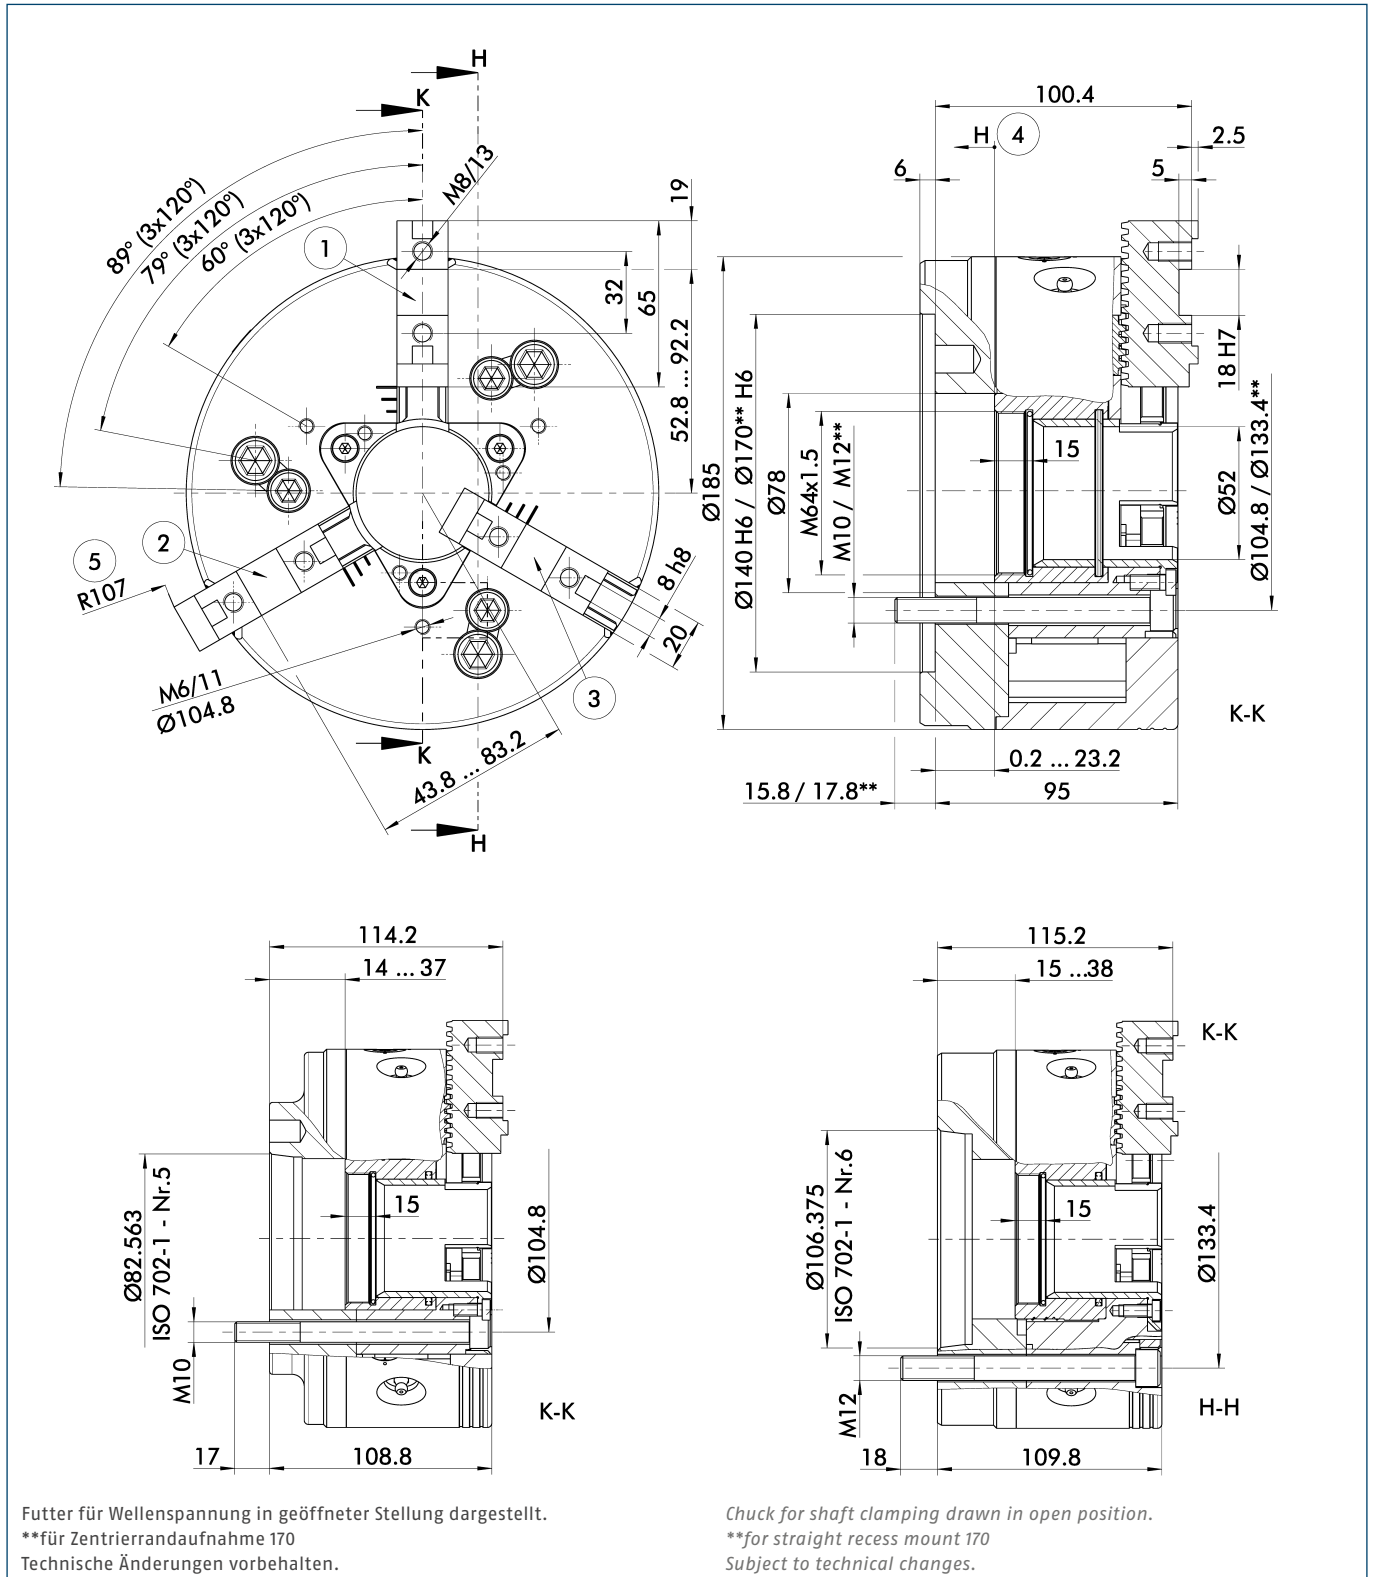 H
K
M8/13
89° (3x120°)
79° (3x120°)
60° (3x120°)
1
19
32
65
52.8 ... 92.2
2
5
R107
8 h8
20
3
M6/11
Ø104.8
K
43.8 ... 83.2
H
100.4
H
4
2.5
6
5
18 H7
Ø185
Ø140 H6 / Ø170** H6
Ø78
M64x1.5
M10 / M12**
15
Ø52
Ø104.8 / Ø133.4**
K-K
0.2 ... 23.2
15.8 / 17.8**
95
114.2
14 ... 37
Ø82.563
ISO 702-1 - Nr.5
15
Ø104.8
M10
K-K
17
108.8
115.2
15 ...38
K-K
Ø106.375
ISO 702-1 - Nr.6
15
Ø133.4
M12
H-H
18
109.8
Futter für Wellenspannung in geöffneter Stellung dargestellt.
**für Zentrierrandaufnahme 170
Technische Änderungen vorbehalten.
Chuck for shaft clamping drawn in open position.
**for straight recess mount 170
Subject to technical changes.